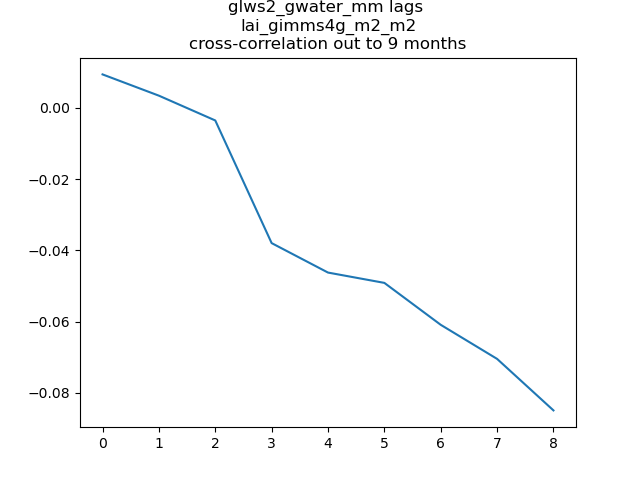 glws2_gwater_mm lags
lai_gimms4g_m2_m2
cross-correlation out to 9 months
0.00
−0.02
−0.04
−0.06
−0.08
0 1 2 3 4 5 6 7 8